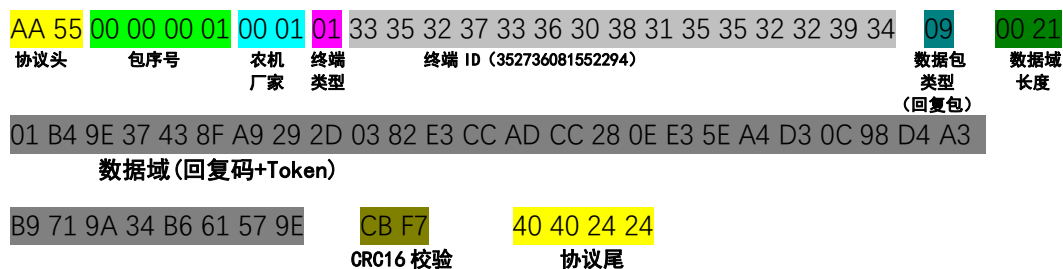 AA 55 00 00 00 01 00 01 01 33 35 32 37 33 36 30 38 31 35 35 32 32 39 34 09 00 21
协议头 包序号 农机厂家 终端类型 终端 ID（352736081552294） 数据包类型（回复包） 数据域长度
01 B4 9E 37 43 8F A9 29 2D 03 82 E3 CC AD CC 28 0E E3 5E A4 D3 0C 98 D4 A3
数据域(回复码+Token)
B9 71 9A 34 B6 61 57 9E CB F7 40 40 24 24
CRC16 校验 协议尾